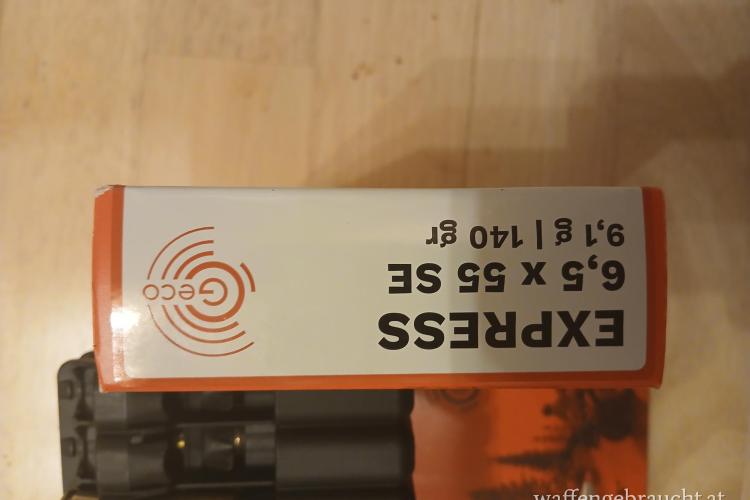 EXPRESS
6,5 x 55 SE
9,1 g | 140 gr
Geco
waffengebraucht.at